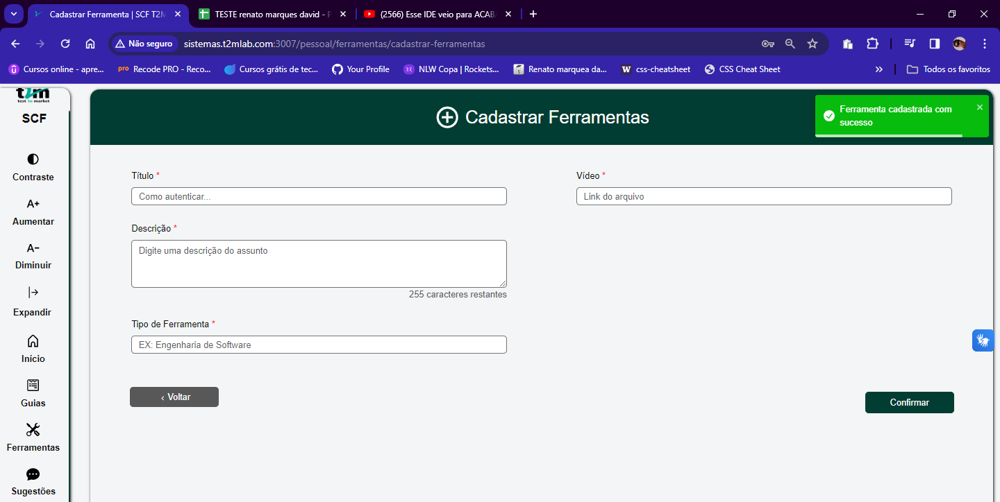 Cadastrar Ferramenta | SCF T2M
TESTE renato marques david - P
(2566) Esse IDE veio para ACAB
Não seguro
sistemas.t2mlab.com:3007/pessoal/ferramentas/cadastrar-ferramentas
Cursos online - apre...
pro Recode PRO - Reco...
Cursos grátis de tec...
Your Profile
NLW Copa | Rockets...
Renato marquea da...
W css-cheatsheet
CSS Cheat Sheet
Todos os favoritos
t2m
test to market
SCF
Contraste
A+
Aumentar
A-
Diminuir
Expandir
Início
Guias
Ferramentas
Sugestões
Cadastrar Ferramentas
Ferramenta cadastrada com
sucesso
Título *
Como autenticar...
Vídeo *
Link do arquivo
Descrição *
Digite uma descrição do assunto
255 caracteres restantes
Tipo de Ferramenta *
EX: Engenharia de Software
‹ Voltar
Confirmar